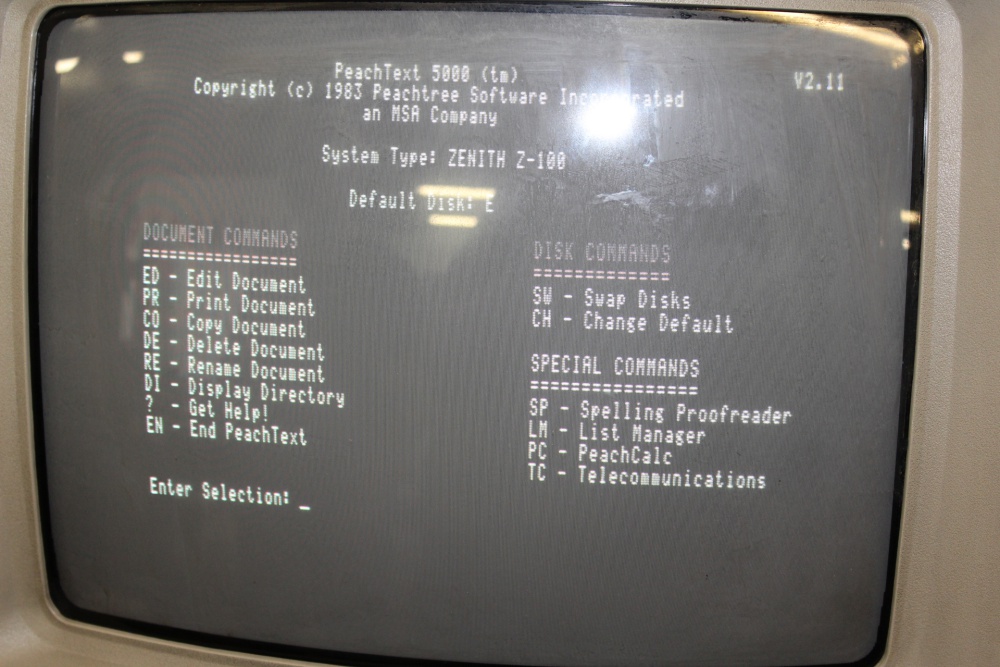 PeachText 5000 (tm)
V2.11
Copyright (c) 1983 Peachtree Software Incorporated
an MSA Company
System Type: ZENITH Z-100
Default Disk: E
DOCUMENT COMMANDS
================
ED - Edit Document
PR - Print Document
CO - Copy Document
DE - Delete Document
RE - Rename Document
DI - Display Directory
? - Get Help!
EN - End PeachText
DISK COMMANDS
=============
SW - Swap Disks
CH - Change Default
SPECIAL COMMANDS
================
SP - Spelling Proofreader
LM - List Manager
PC - PeachCalc
TC - Telecommunications
Enter Selection: _